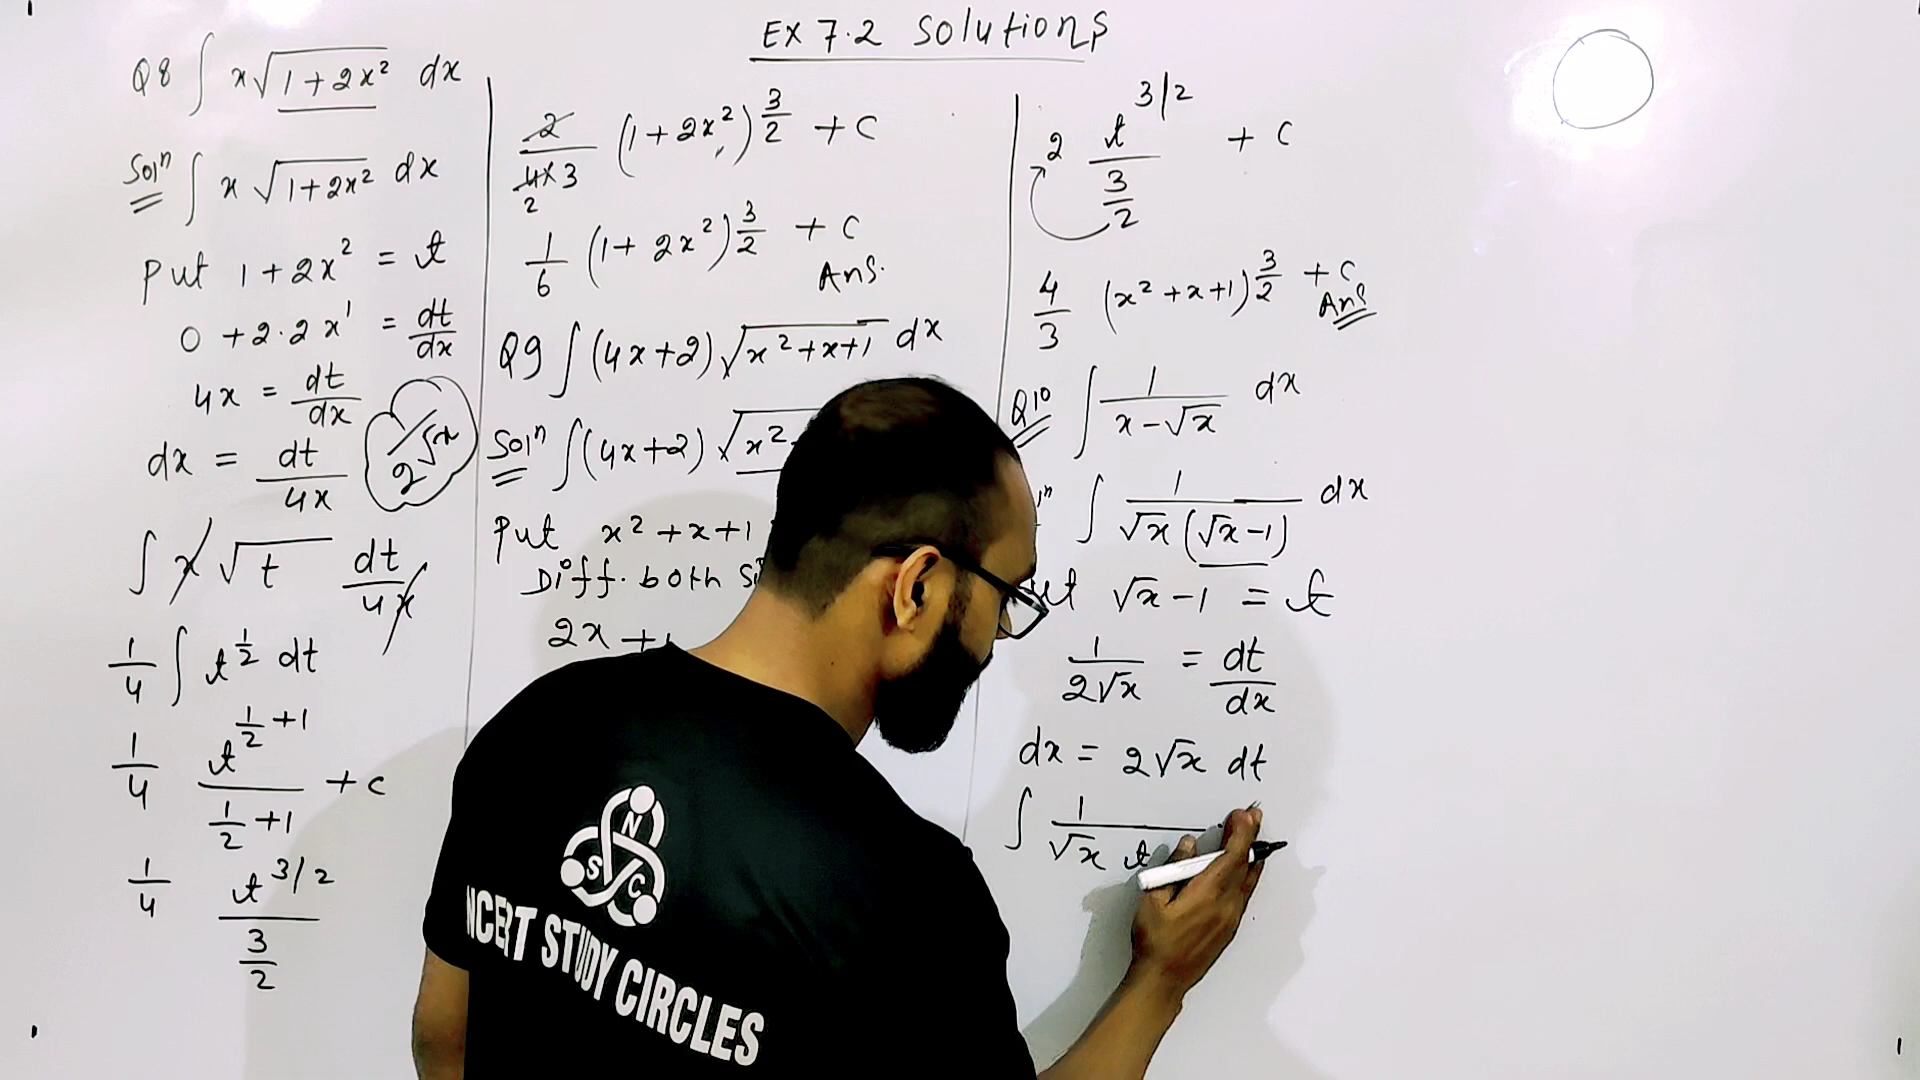 Ex 7.2 Solutions
Q8 ∫ x√(1+2x²) dx
Solⁿ ∫ x √(1+2x²) dx
Put 1+2x² = t
0 + 2·2x¹ = dt/dx
4x = dt/dx
dx = dt/4x
1/2√x
∫ x √t dt/4x
1/4 ∫ t^(1/2) dt
1/4 t^(1/2+1)/(1/2+1) + c
1/4 t^(3/2)/(3/2)
2/(4×3) (1+2x²)^(3/2) + c
2
1/6 (1+2x²)^(3/2) + c
Ans.
Q9 ∫ (4x+2) √(x²+x+1) dx
Solⁿ ∫ (4x+2) √x²
Put x²+x+1
Diff. both
2x +
2 t^(3/2)/(3/2) + c
4/3 (x²+x+1)^(3/2) + c
Ans
Q10 ∫ 1/(x-√x) dx
∫ 1/(√x(√x-1)) dx
√x-1 = t
1/(2√x) = dt/dx
dx = 2√x dt
∫ 1/(√x t)
N
S C
NCERT STUDY CIRCLES